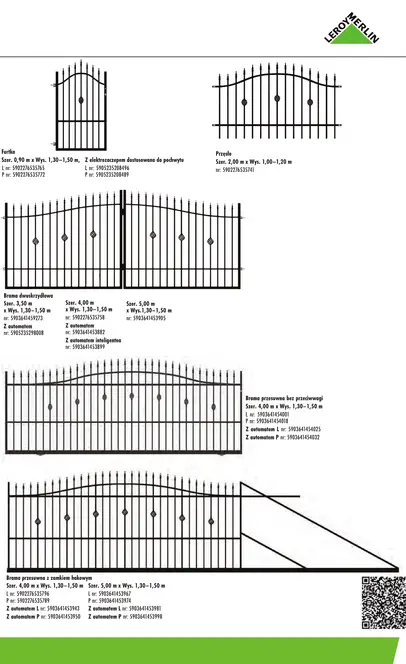 LEROY MERLIN
Furtka
Szer. 0,90 m x Wys. 1,30–1,50 m,
L nr: 5902276535765
P nr: 5902276535772
Z elektrozaczepem dostosowana do pochwytu
L nr: 5905235208496
P nr: 5905235208489
Przęsło
Szer. 2,00 m x Wys. 1,00–1,20 m
nr: 5902276535741
Brama dwuskrzydłowa
Szer. 3,50 m
x Wys. 1,30–1,50 m
nr: 5903641459273
Z automatem
nr: 5905235298008
Szer. 4,00 m
x Wys. 1,30–1,50 m
nr: 5902276535758
Z automatem
nr: 5903641453882
Z automatem inteligentna
nr: 5903641453899
Szer. 5,00 m
x Wys.1,30–1,50 m
nr: 5903641453905
Brama przesuwna bez przeciwwagi
Szer. 4,00 m x Wys. 1,30–1,50 m
L nr: 5903641454001
P nr: 5903641454018
Z automatem L nr: 5903641454025
Z automatem P nr: 5903641454032
Brama przesuwna z zamkiem hakowym
Szer. 4,00 m x Wys. 1,30–1,50 m
L nr: 5902276535796
P nr: 5902276535789
Z automatem L nr: 5903641453943
Z automatem P nr: 5903641453950
Szer. 5,00 m x Wys. 1,30–1,50 m
L nr: 5903641453967
P nr: 5903641453974
Z automatem L nr: 5903641453981
Z automatem P nr: 5903641453998